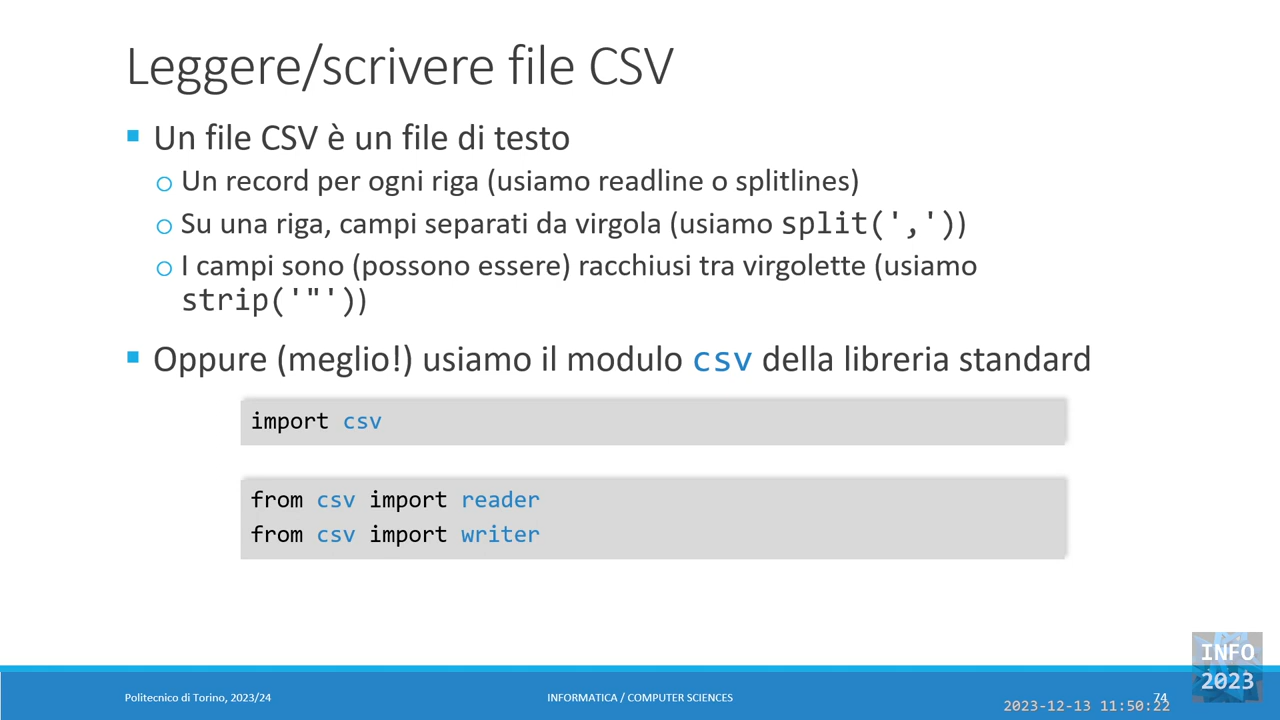 Leggere/scrivere file CSV
▪ Un file CSV è un file di testo
o Un record per ogni riga (usiamo readline o splitlines)
o Su una riga, campi separati da virgola (usiamo split(','))
o I campi sono (possono essere) racchiusi tra virgolette (usiamo
strip('"'))
▪ Oppure (meglio!) usiamo il modulo csv della libreria standard
import csv
from csv import reader
from csv import writer
Politecnico di Torino, 2023/24
INFORMATICA / COMPUTER SCIENCES
74
2023-12-13 11:50:22
INFO
2023